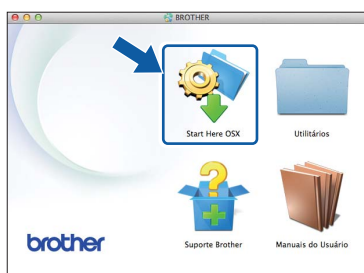 BROTHER
Start Here OSX
Utilitários
Suporte Brother
Manuais do Usuário
brother